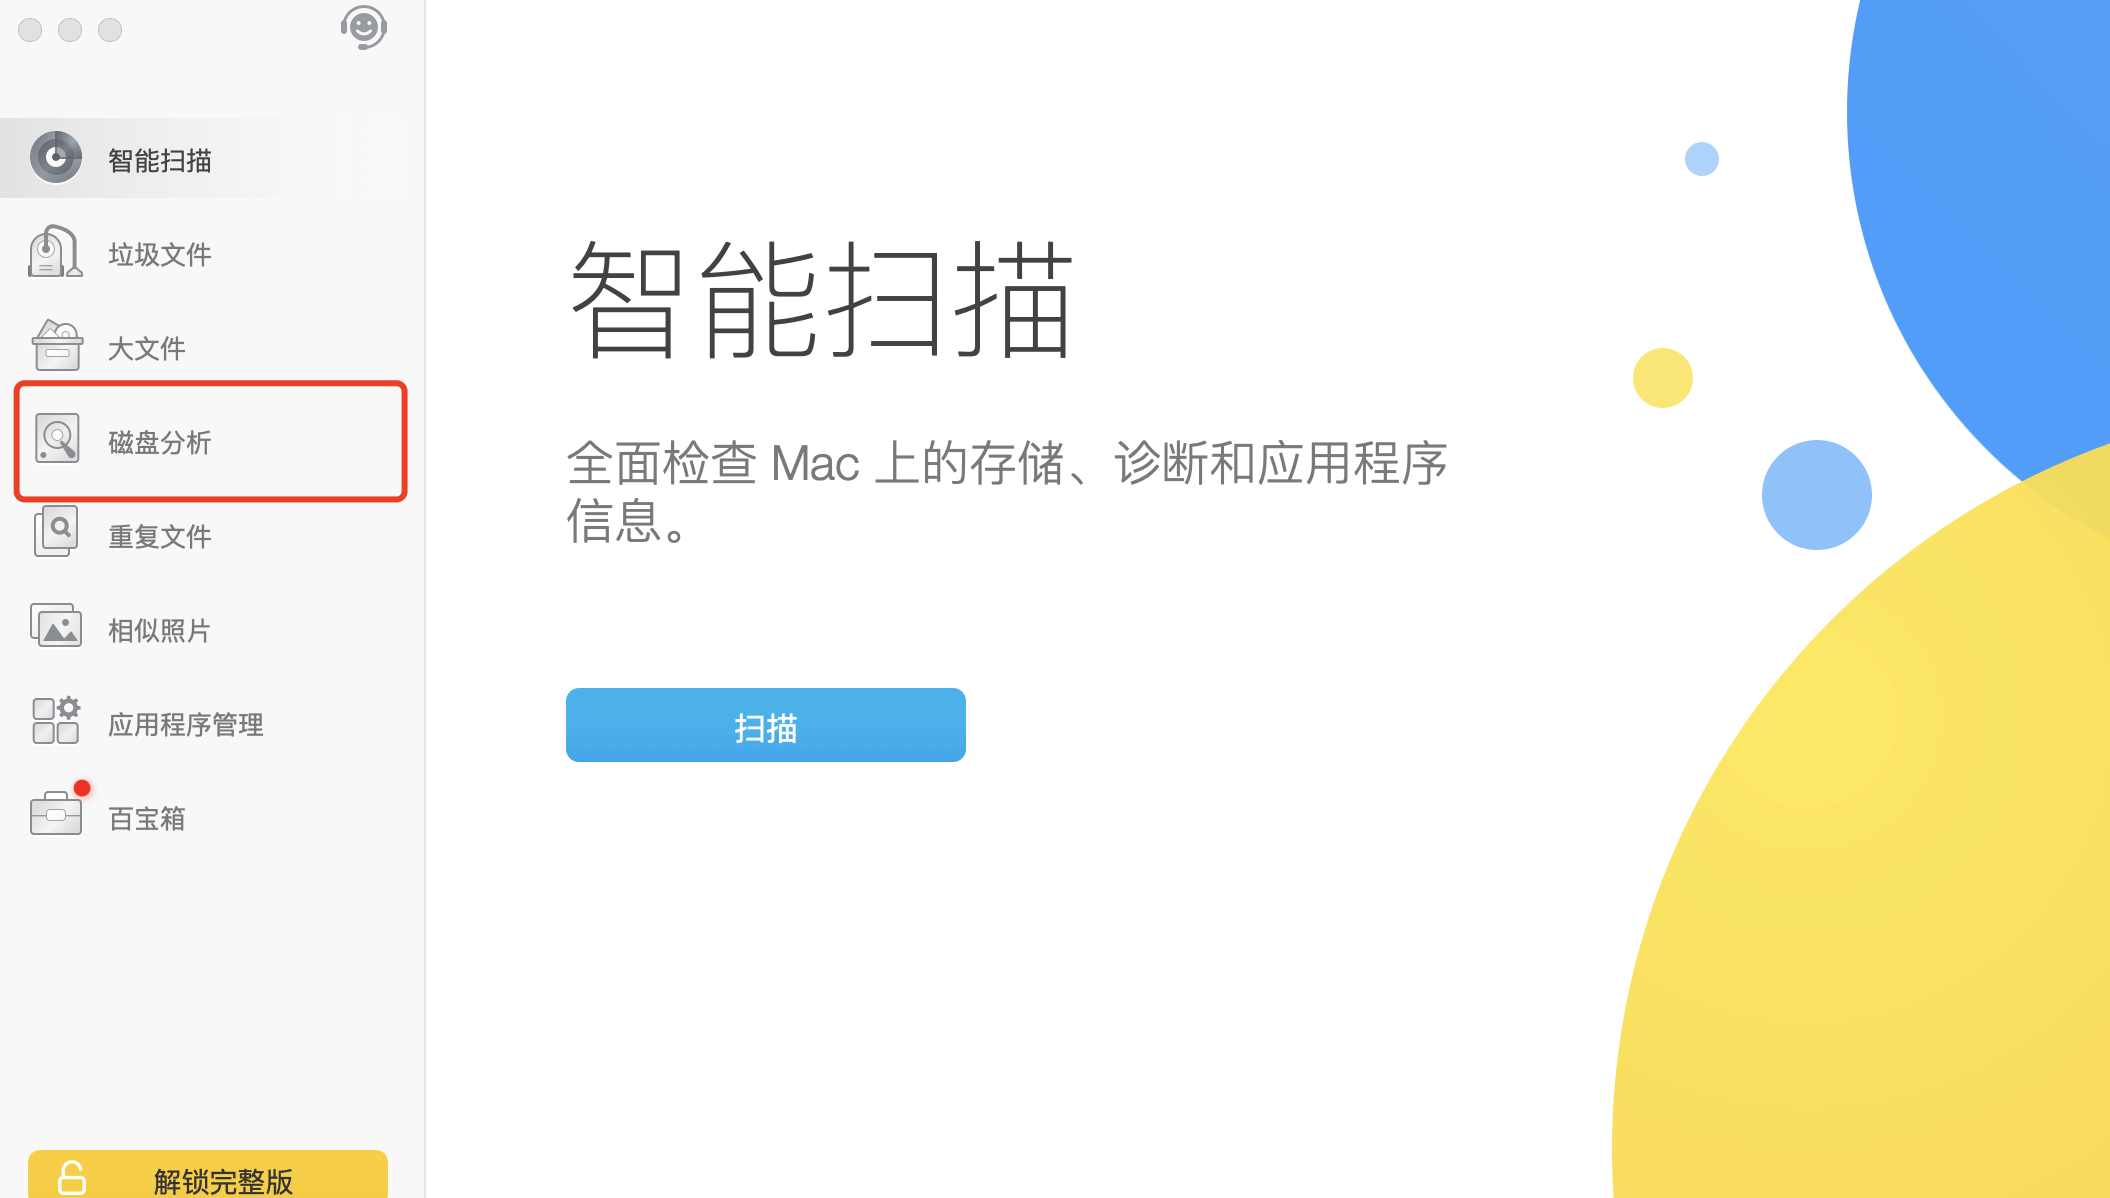 智能扫描
垃圾文件
大文件
磁盘分析
重复文件
相似照片
应用程序管理
百宝箱
解锁完整版
智能扫描
全面检查 Mac 上的存储、诊断和应用程序
信息。
扫描